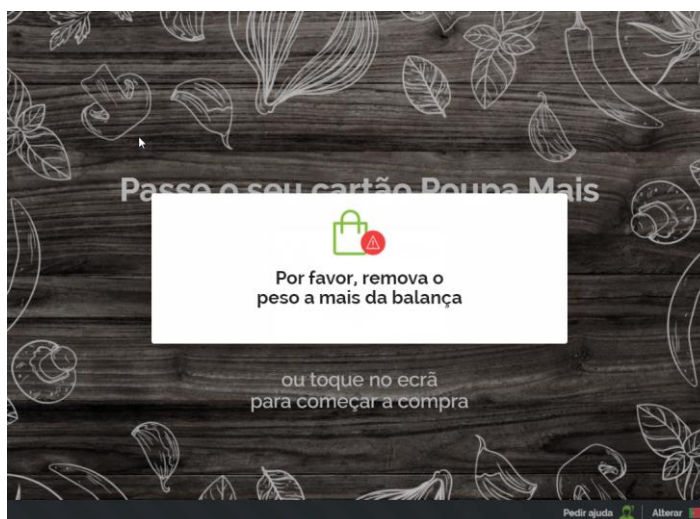 Passe o seu cartão Poupa Mais
Por favor, remova o
peso a mais da balança
ou toque no ecrã
para começar a compra
Pedir ajuda
Alterar